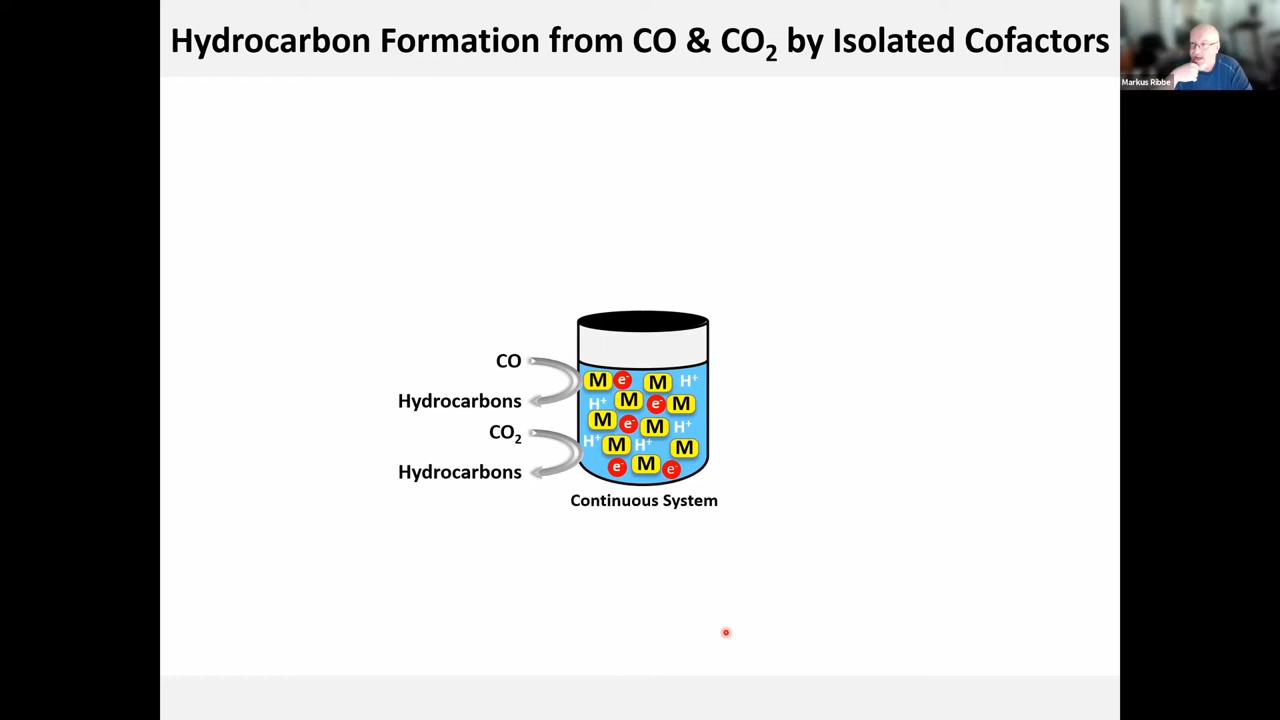 Hydrocarbon Formation from CO & CO₂ by Isolated Cofactors
Markus Ribbe
CO
Hydrocarbons
CO₂
Hydrocarbons
M e⁻ M H⁺
H⁺ M e⁻ M
M e⁻ M H⁺
H⁺ M H⁺ M
e⁻ M e⁻
Continuous System